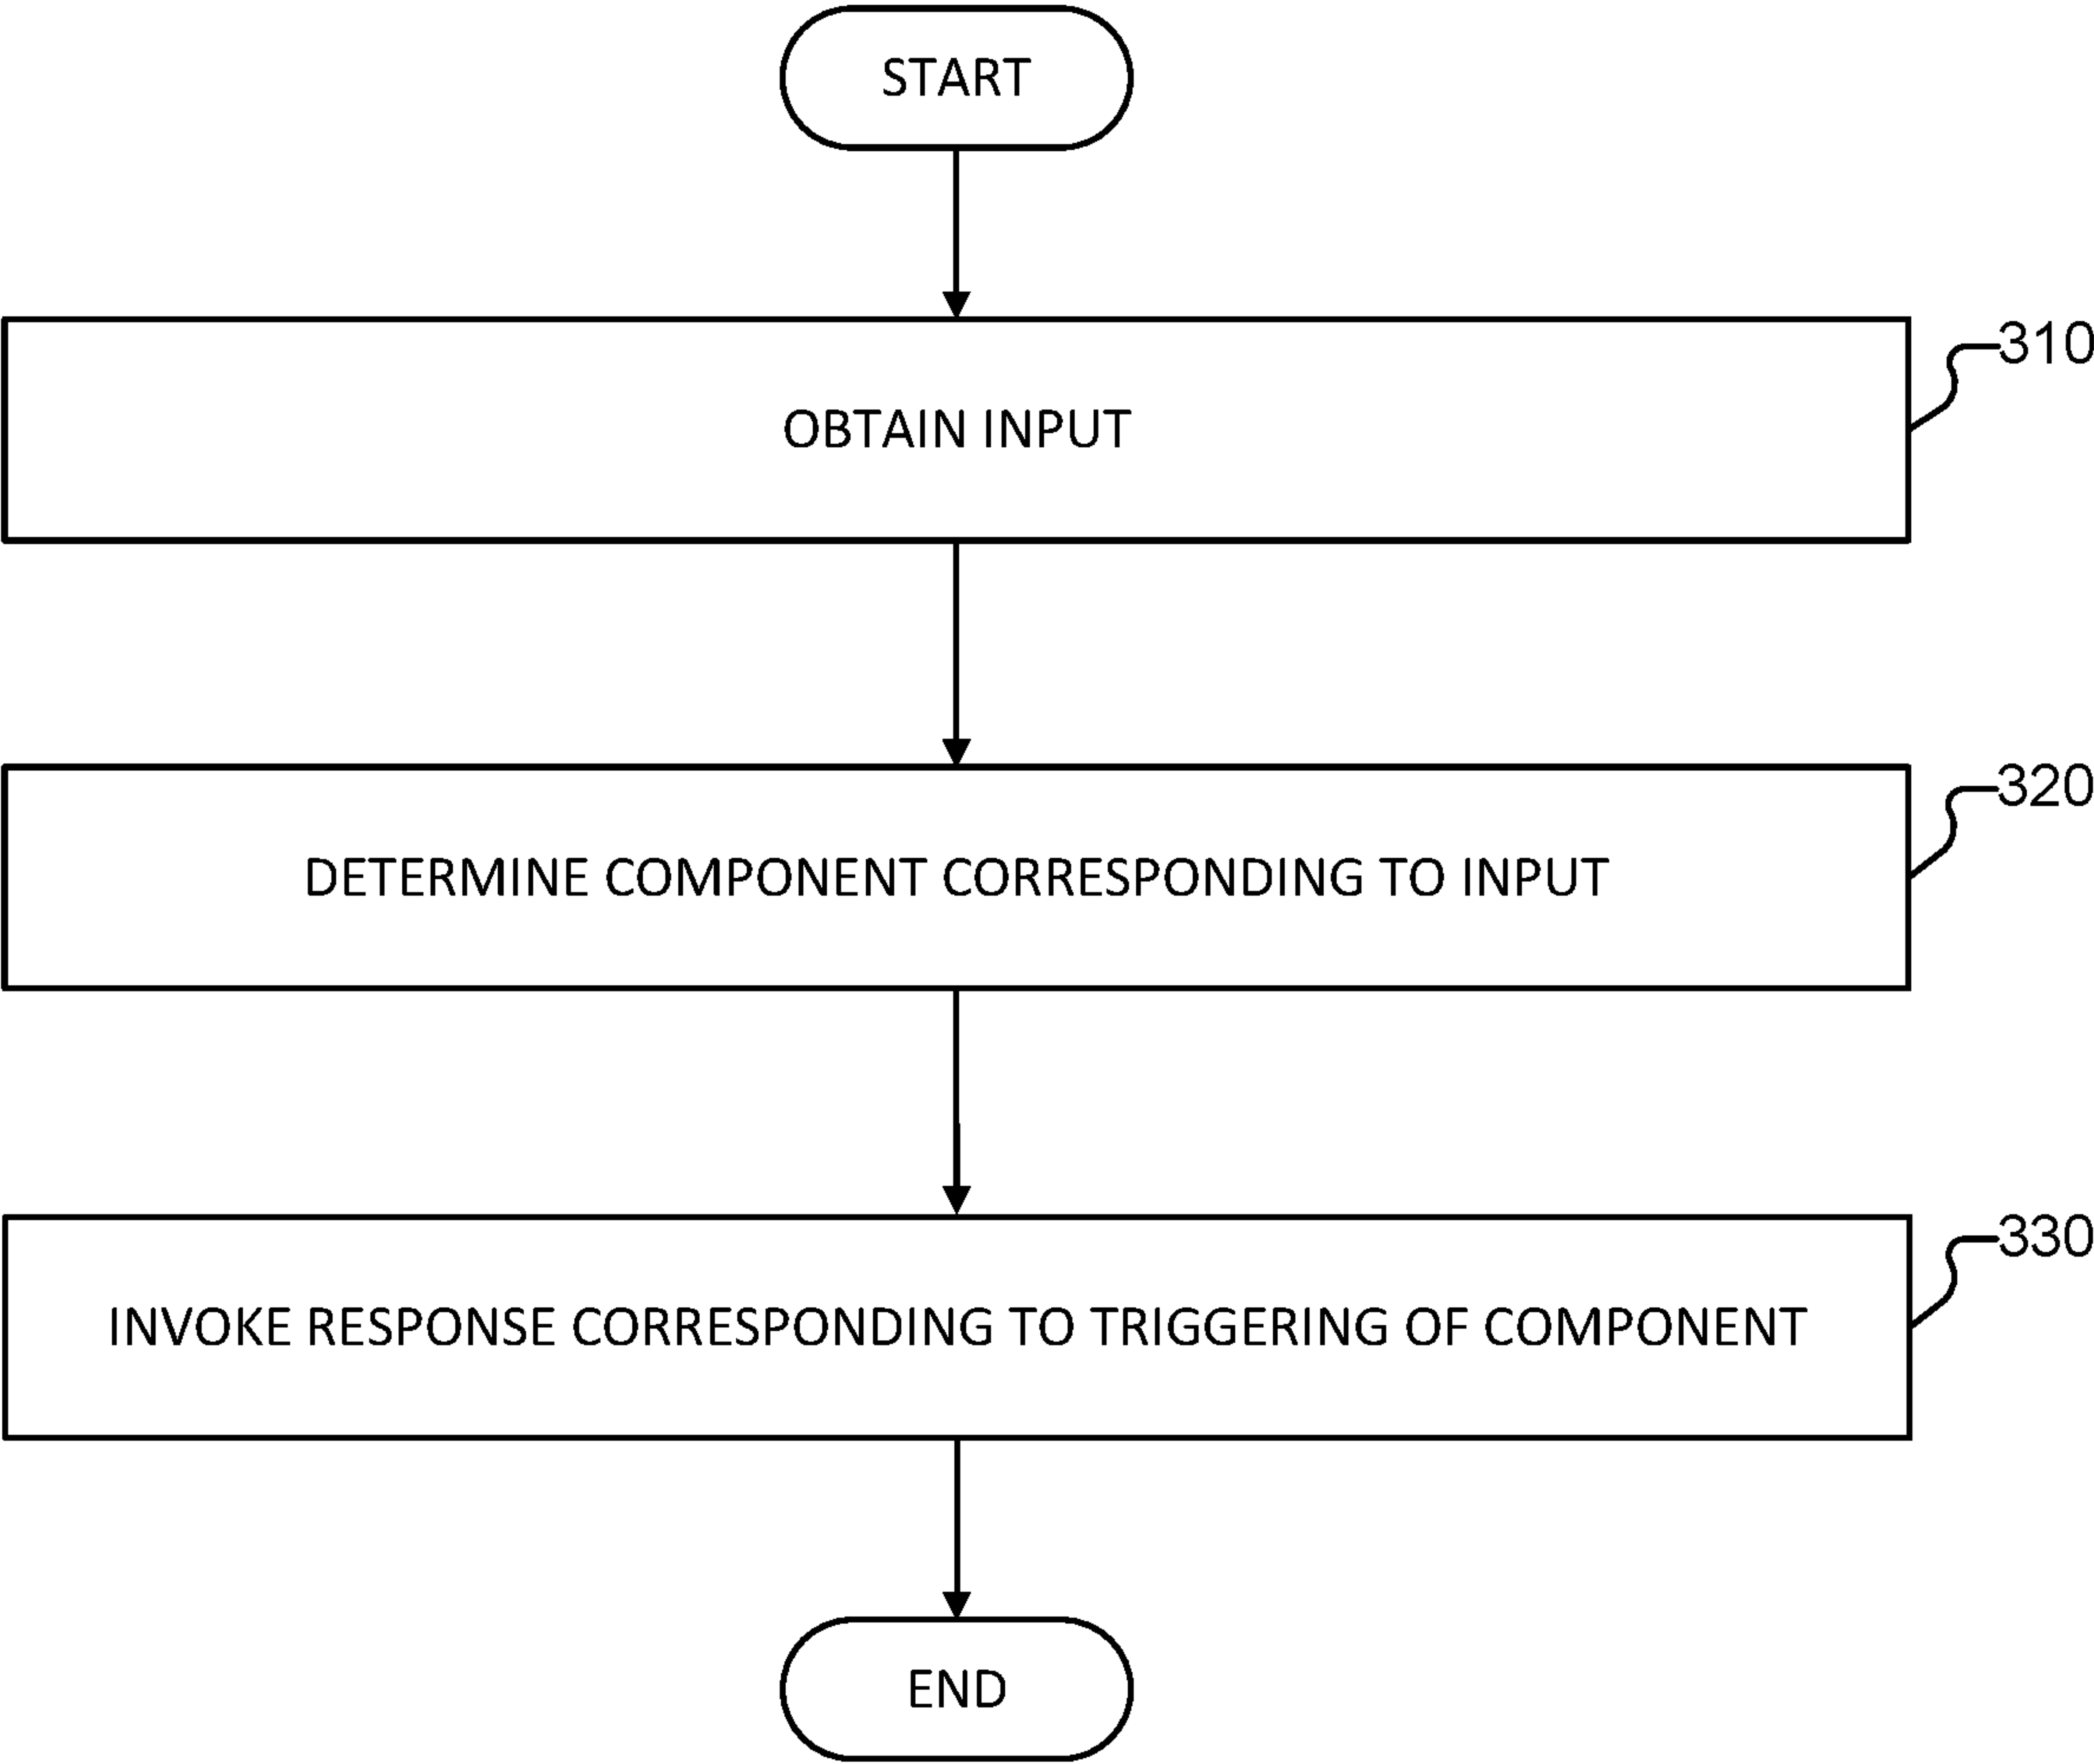 START
OBTAIN INPUT
310
DETERMINE COMPONENT CORRESPONDING TO INPUT
320
INVOKE RESPONSE CORRESPONDING TO TRIGGERING OF COMPONENT
330
END